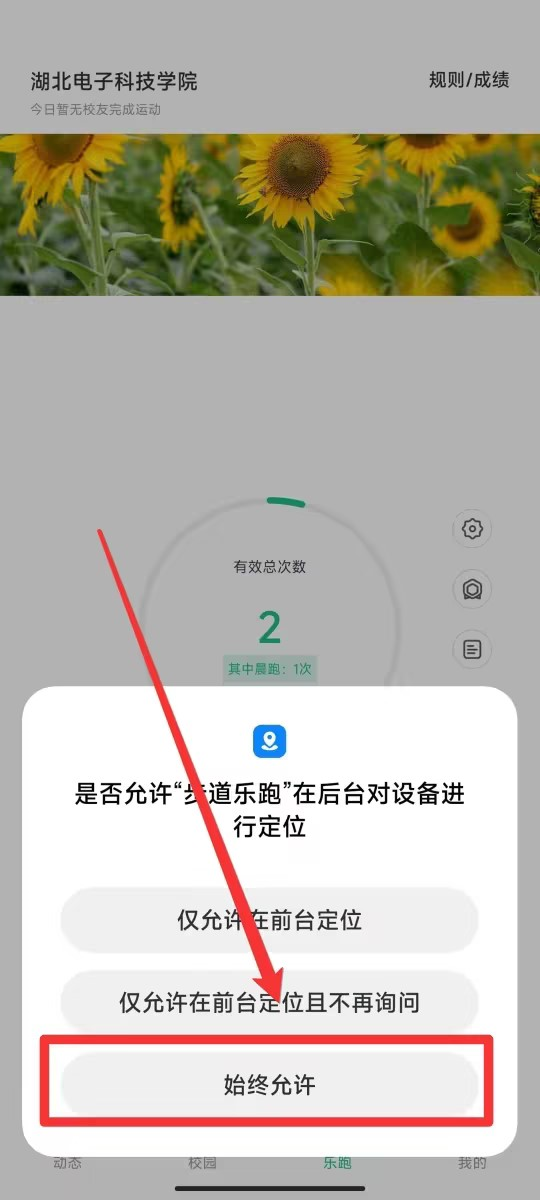 湖北电子科技学院
规则/成绩
今日暂无校友完成运动
有效总次数
2
其中晨跑：1次
是否允许“步道乐跑”在后台对设备进
行定位
仅允许在前台定位
仅允许在前台定位且不再询问
始终允许
动态
校园
乐跑
我的